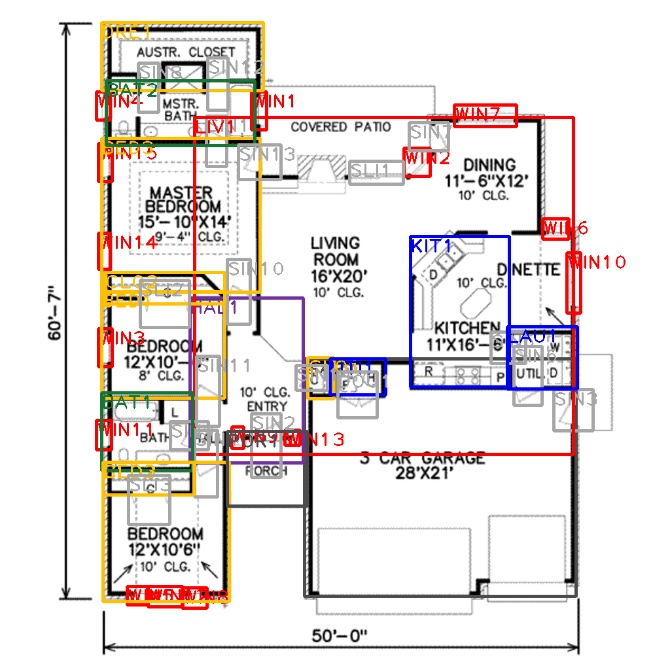 DRE1
AUSTR. CLOSET
SIN8
SIN12
BAT2
WIN4
MSTR.
BATH
WIN1
LIV1
COVERED PATIO
WIN7
SIN7
WIN15
SIN13
SLI1
WIN2
DINING
11'-6"X12'
10' CLG.
MASTER
BEDROOM
15'-10"X14'
9'-4" CLG.
WIN6
WIN14
LIVING
ROOM
16'X20'
10' CLG.
KIT1
10' CLG.
DINETTE
WIN10
SIN10
60'-7"
HAL1
KITCHEN
11'X16'-6"
WIN3
BEDROOM
12'X10'
8' CLG.
SIN11
LAU1
W
R
P
UTIL
D
10' CLG.
ENTRY
BAT1
L
SIN3
WIN11
BATH
SIN2
WIN13
PORCH
3 CAR GARAGE
28'X21'
BED3
BEDROOM
12'X10'6"
10' CLG.
50'-0"